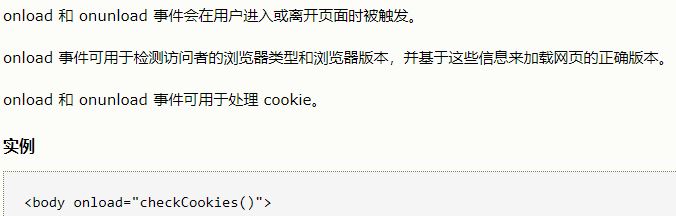 onload 和 onunload 事件会在用户进入或离开页面时被触发。
onload 事件可用于检测访问者的浏览器类型和浏览器版本，并基于这些信息来加载网页的正确版本。
onload 和 onunload 事件可用于处理 cookie。
实例
<body onload="checkCookies()">